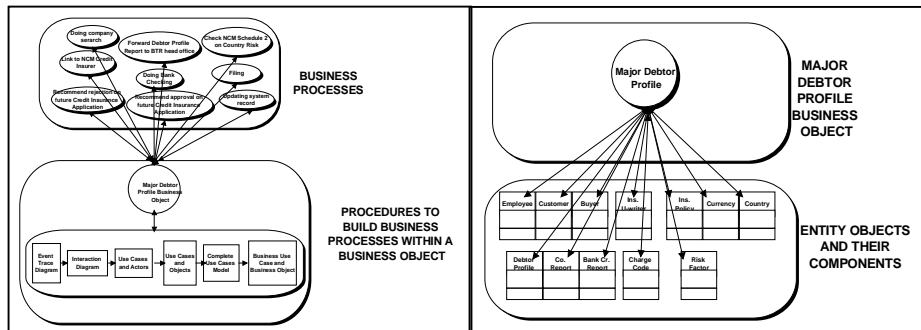 Doing company
serarch
Forward Debtor Profile
Report to BTR head office
Check NCM Schedule 2
on Country Risk
Link to NCM Credit
Insurer
Doing Bank
Checking
Filing
Recommend rejection on
future Credit Insurance
Application
Recommend approval on
future Credit Insurance
Application
Updating system
record
BUSINESS
PROCESSES
Major Debtor
Profile Business
Object
PROCEDURES TO
BUILD BUSINESS
PROCESSES WITHIN A
BUSINESS OBJECT
Event
Trace
Diagram
Interaction
Diagram
Use Cases
and Actors
Use Cases
and
Objects
Complete
Use Cases
Model
Business Use
Case and
Business Object
Major Debtor
Profile
MAJOR
DEBTOR
PROFILE
BUSINESS
OBJECT
Employee
Customer
Buyer
Ins.
U-writer
Ins.
Policy
Currency
Country
Debtor
Profile
Co.
Report
Bank Cr.
Report
Charge
Code
Risk
Factor
ENTITY OBJECTS
AND THEIR
COMPONENTS